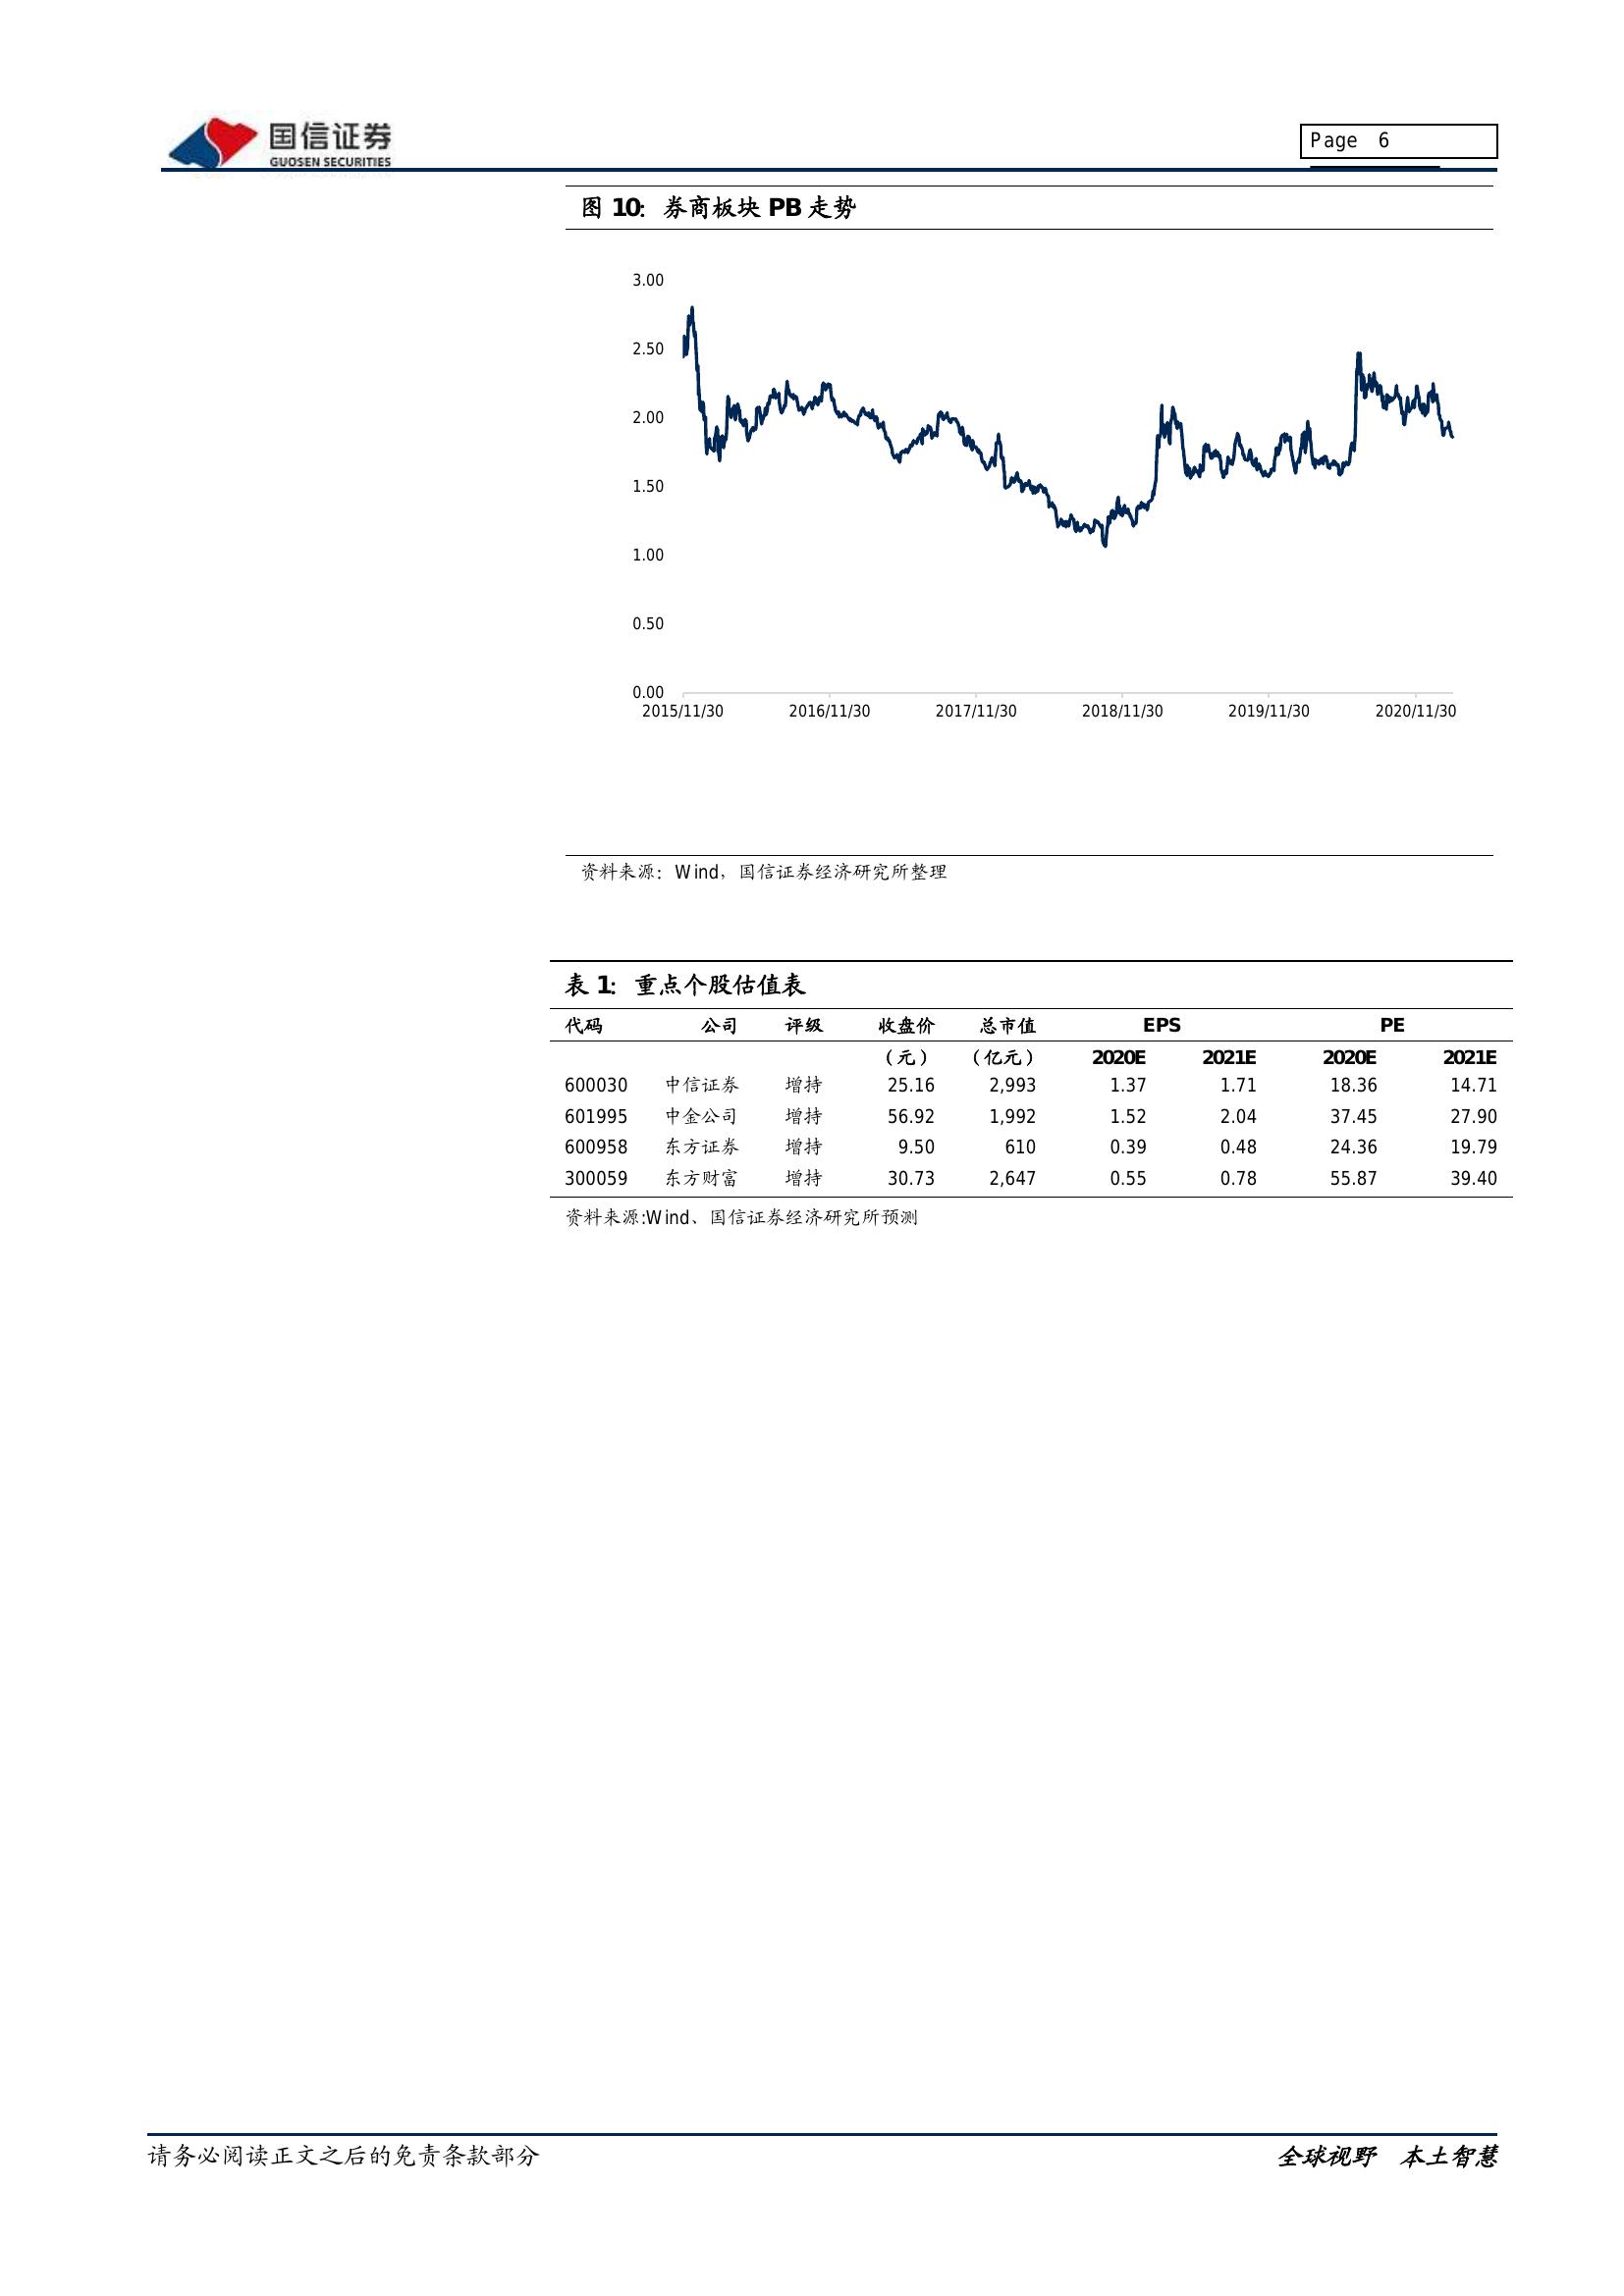 国信证券
GUOSEN SECURITIES
Page 6
图 10：券商板块 PB 走势
3.00
2.50
2.00
1.50
1.00
0.50
0.00
2015/11/30 2016/11/30 2017/11/30 2018/11/30 2019/11/30 2020/11/30
资料来源：Wind，国信证券经济研究所整理
表 1：重点个股估值表
代码 公司 评级 收盘价 总市值 EPS PE
（元） （亿元） 2020E 2021E 2020E 2021E
600030 中信证券 增持 25.16 2,993 1.37 1.71 18.36 14.71
601995 中金公司 增持 56.92 1,992 1.52 2.04 37.45 27.90
600958 东方证券 增持 9.50 610 0.39 0.48 24.36 19.79
300059 东方财富 增持 30.73 2,647 0.55 0.78 55.87 39.40
资料来源:Wind、国信证券经济研究所预测
请务必阅读正文之后的免责条款部分 全球视野 本土智慧